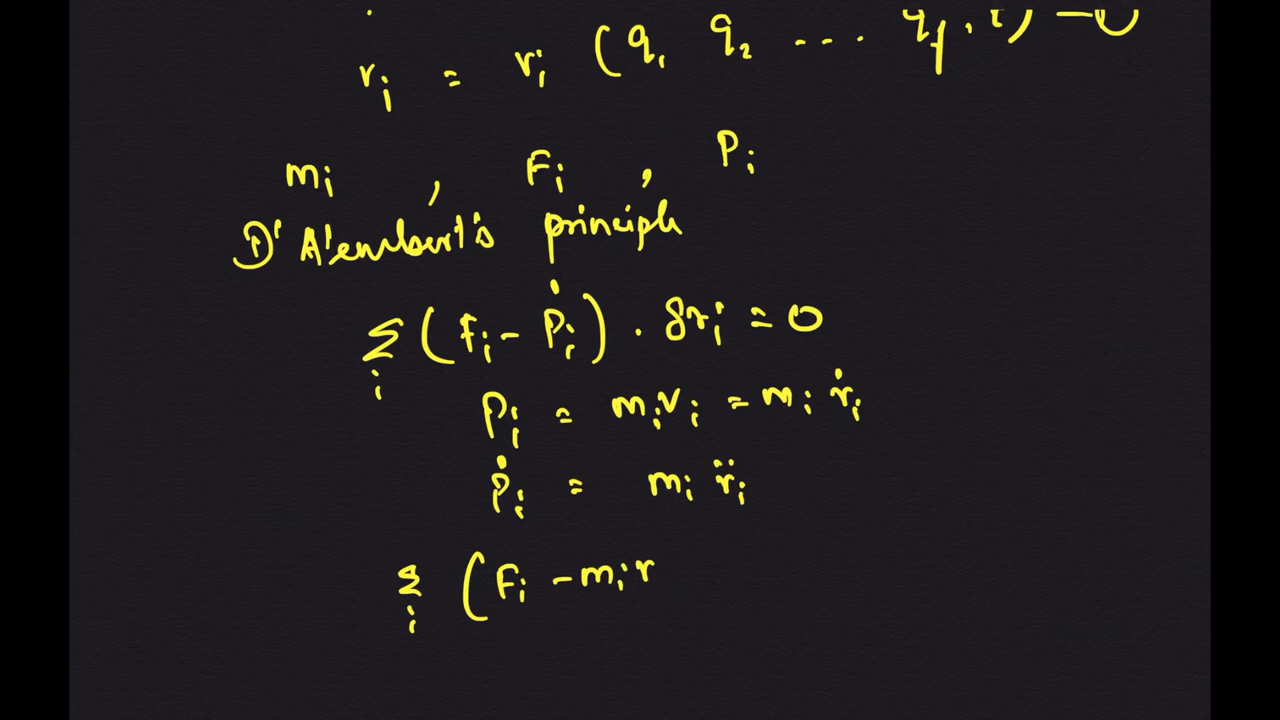 rᵢ = rᵢ (q₁ q₂ ... q_f, t) —
mᵢ , Fᵢ , Pᵢ
D'Alembert's principle
Σᵢ (Fᵢ - Ṗᵢ) · δrᵢ = 0
Pᵢ = mᵢvᵢ = mᵢ ṙᵢ
Ṗᵢ = mᵢ r̈ᵢ
Σᵢ (Fᵢ - mᵢr